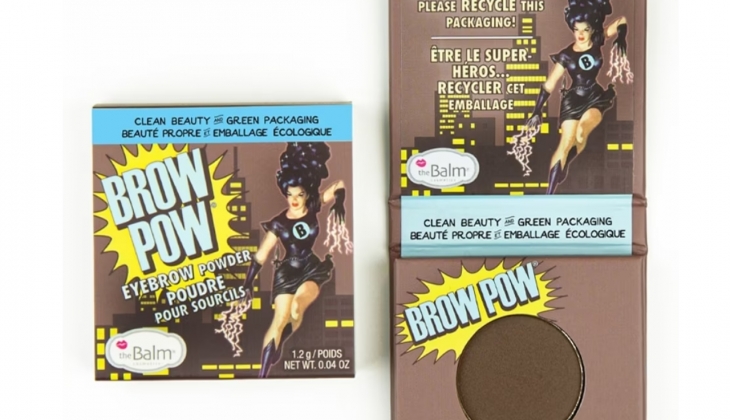 CLEAN BEAUTY AND GREEN PACKAGING
BEAUTÉ PROPRE ET EMBALLAGE ÉCOLOGIQUE
BROW
POW®
EYEBROW POWDER
POUDRE
POUR SOURCILS
B
theBalm®
1.2 g / POIDS
NET WT. 0.04 OZ
PLEASE RECYCLE THIS
PACKAGING!
ÊTRE LE SUPER-
HÉROS...
RECYCLER CET
EMBALLAGE
B
theBalm®
CLEAN BEAUTY AND GREEN PACKAGING
BEAUTÉ PROPRE ET EMBALLAGE ÉCOLOGIQUE
BROW POW®